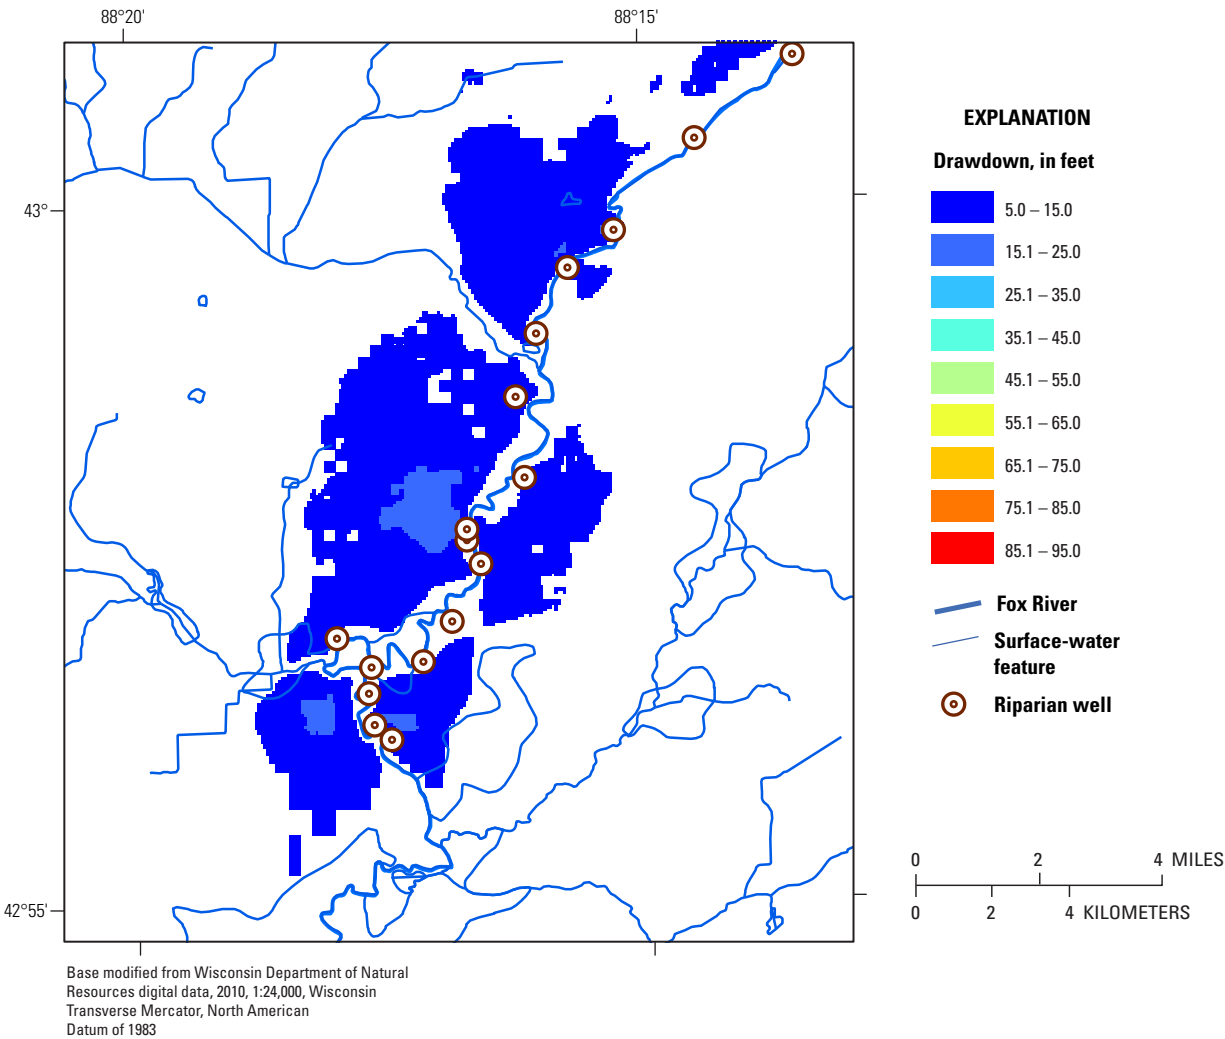 88°20' 88°15'
43°
42°55'
EXPLANATION
Drawdown, in feet
5.0 – 15.0
15.1 – 25.0
25.1 – 35.0
35.1 – 45.0
45.1 – 55.0
55.1 – 65.0
65.1 – 75.0
75.1 – 85.0
85.1 – 95.0
Fox River
Surface-water
feature
Riparian well
0 2 4 MILES
0 2 4 KILOMETERS
Base modified from Wisconsin Department of Natural
Resources digital data, 2010, 1:24,000, Wisconsin
Transverse Mercator, North American
Datum of 1983